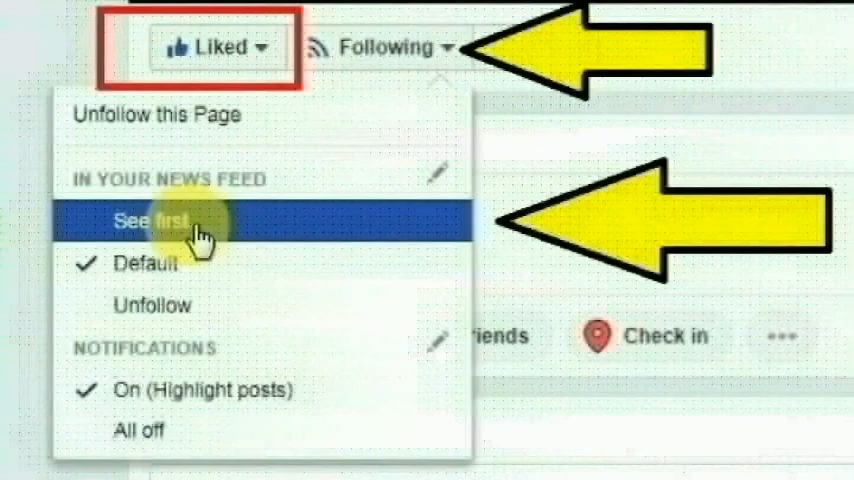 Liked Following
Unfollow this Page
IN YOUR NEWS FEED
See first
Default
Unfollow
riends Check in
NOTIFICATIONS
On (Highlight posts)
All off